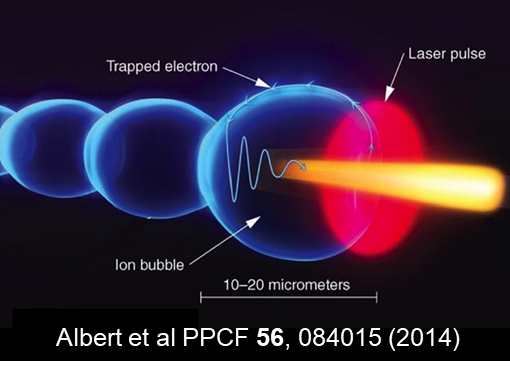 Laser pulse
Trapped electron
Ion bubble
10–20 micrometers
Albert et al PPCF 56, 084015 (2014)